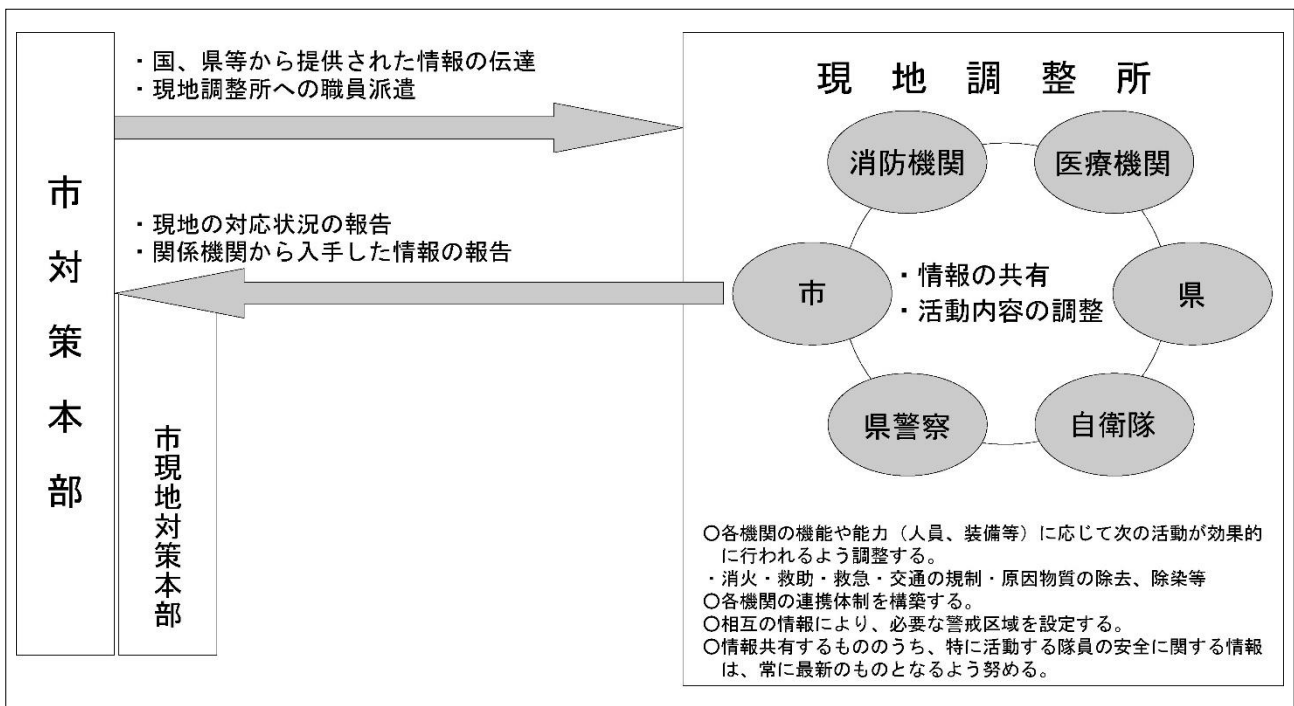 市対策本部
市現地対策本部
・国、県等から提供された情報の伝達
・現地調整所への職員派遣
・現地の対応状況の報告
・関係機関から入手した情報の報告
現地調整所
消防機関
医療機関
市
・情報の共有
・活動内容の調整
県
県警察
自衛隊
〇各機関の機能や能力（人員、装備等）に応じて次の活動が効果的
に行われるよう調整する。
・消火・救助・救急・交通の規制・原因物質の除去、除染等
〇各機関の連携体制を構築する。
〇相互の情報により、必要な警戒区域を設定する。
〇情報共有するもののうち、特に活動する隊員の安全に関する情報
は、常に最新のものとなるよう努める。